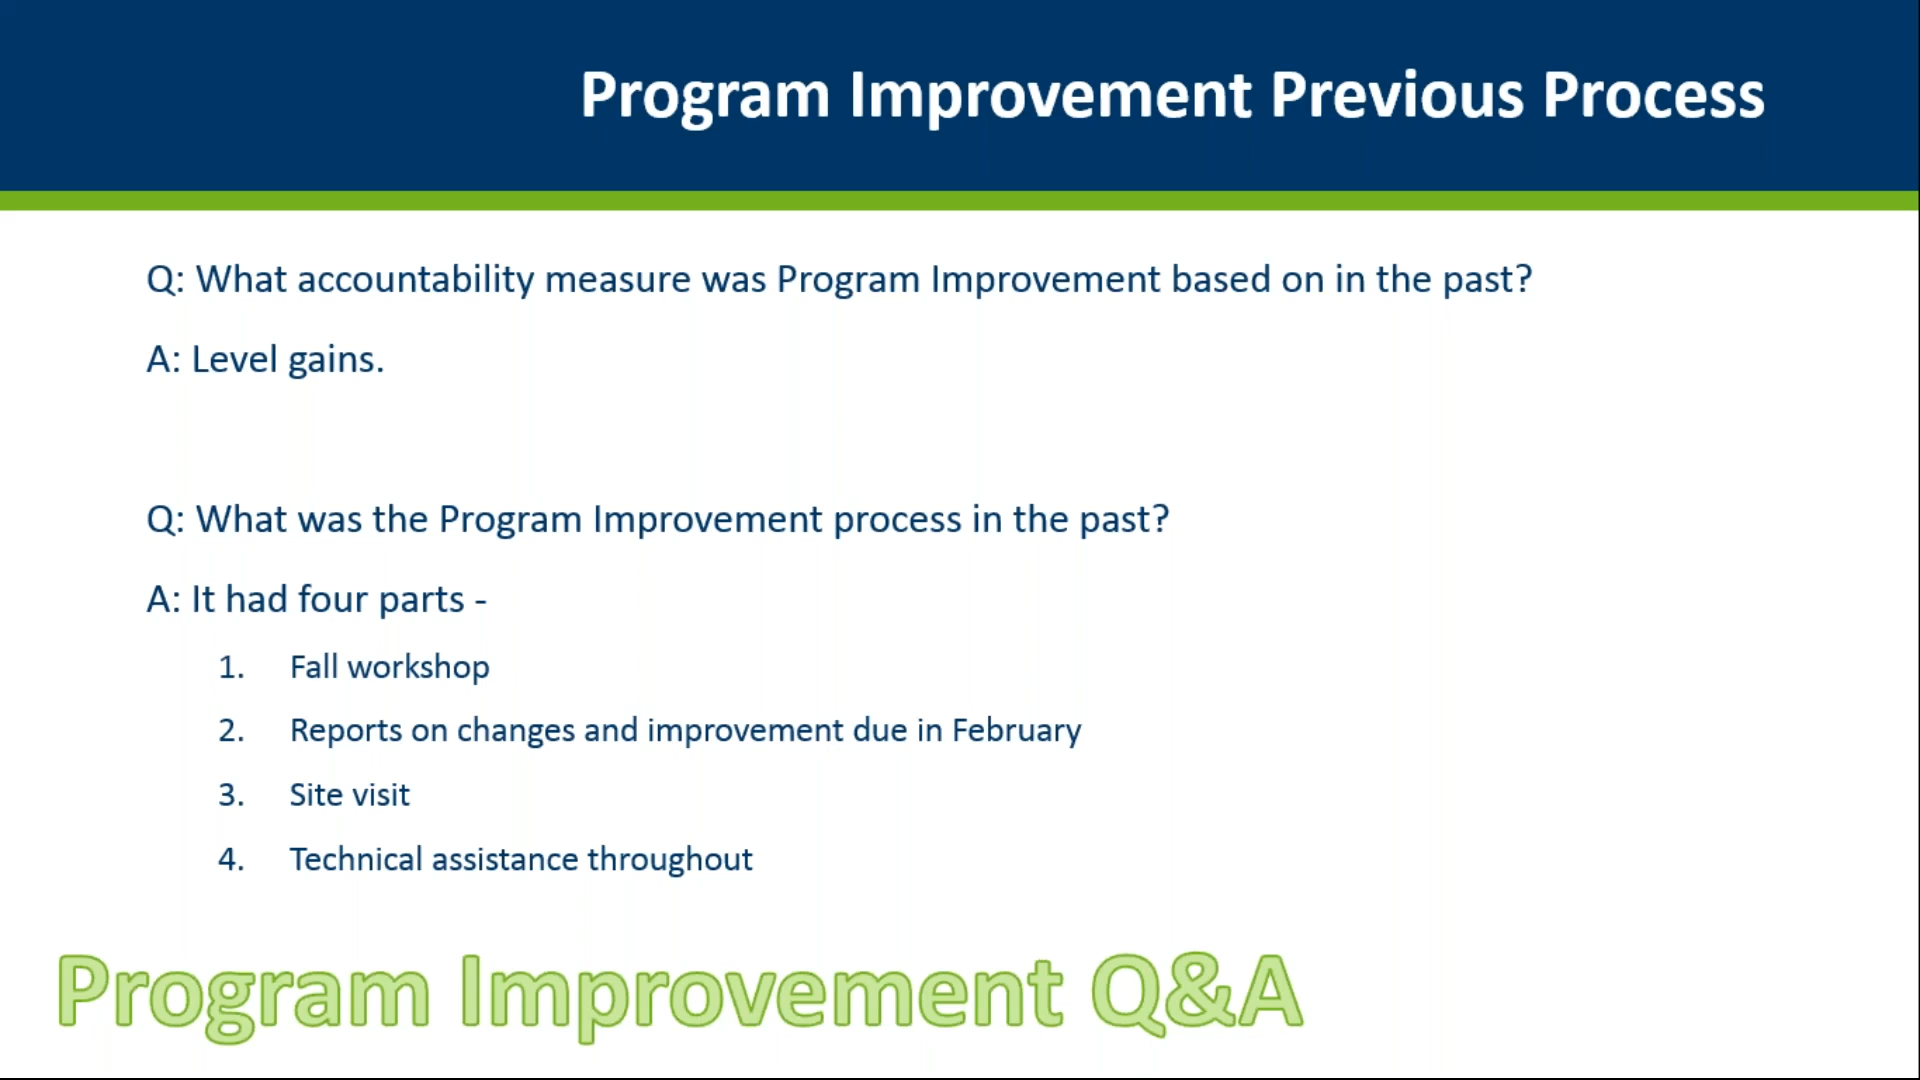 Program Improvement Previous Process
Q: What accountability measure was Program Improvement based on in the past?
A: Level gains.
Q: What was the Program Improvement process in the past?
A: It had four parts -
1. Fall workshop
2. Reports on changes and improvement due in February
3. Site visit
4. Technical assistance throughout
Program Improvement Q&A